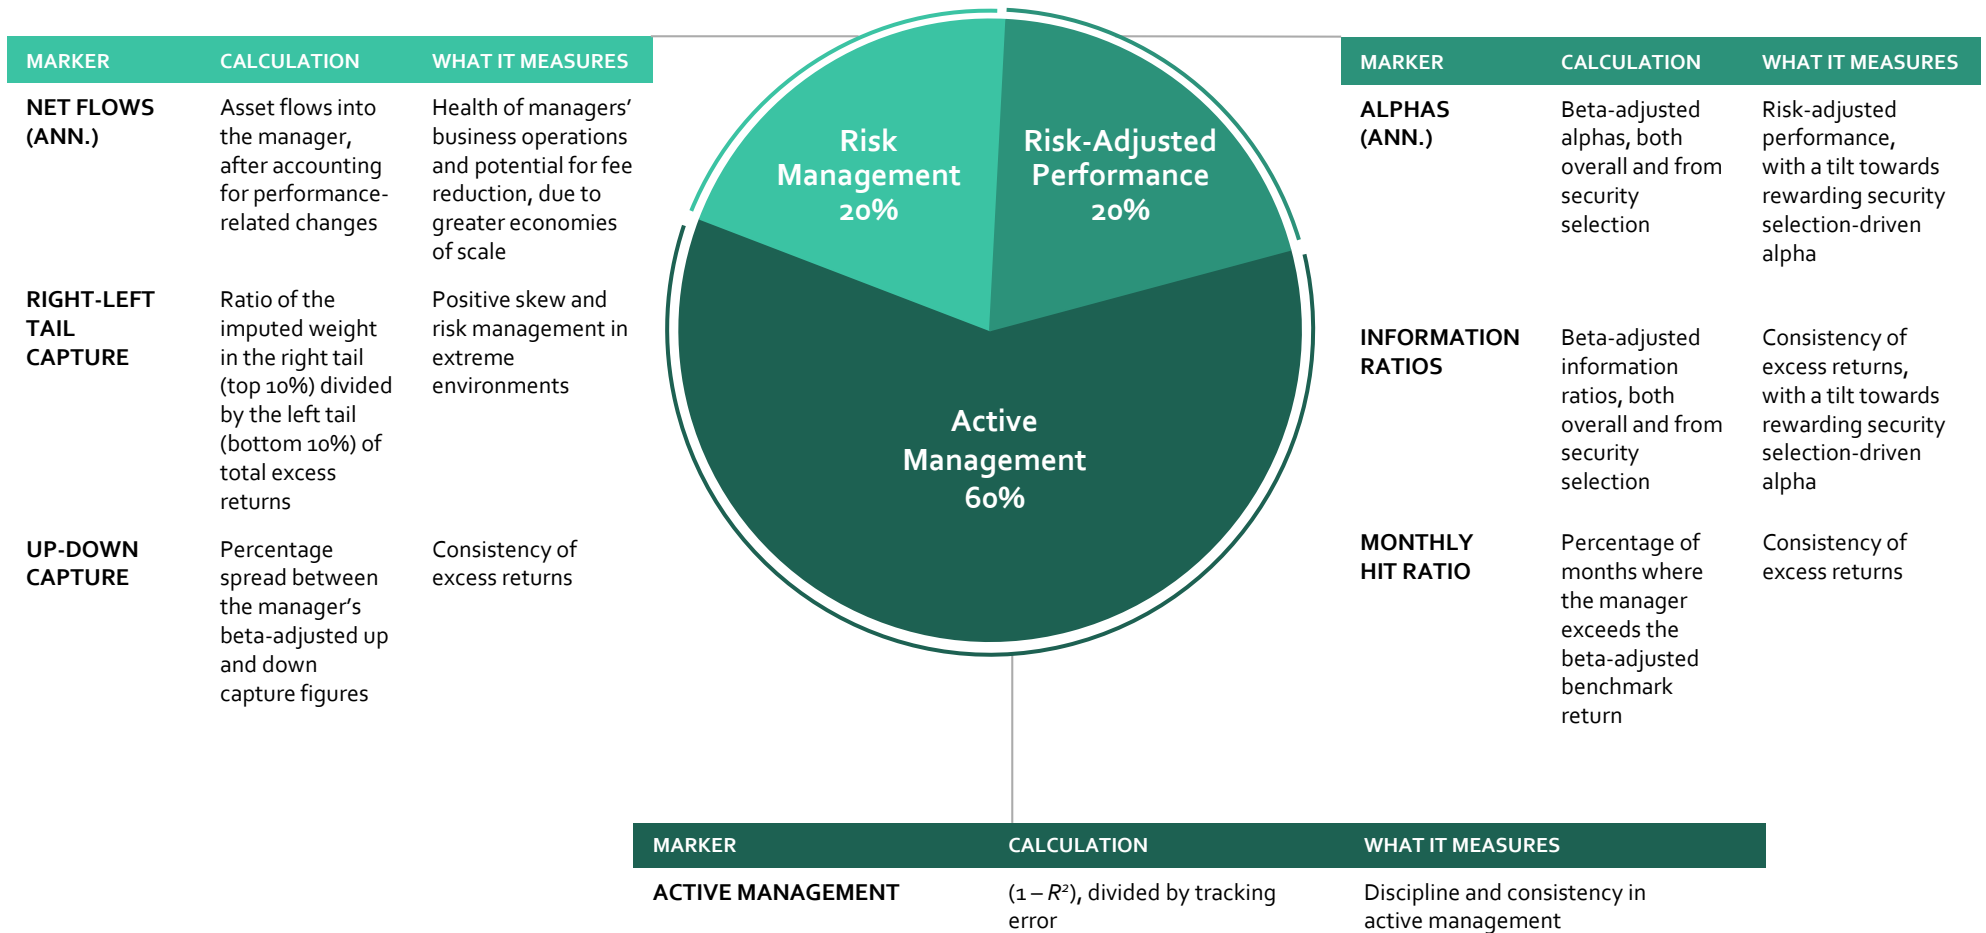 MARKER CALCULATION WHAT IT MEASURES
NET FLOWS
(ANN.)
Asset flows into
the manager,
after accounting
for performance-
related changes
Health of managers’
business operations
and potential for fee
reduction, due to
greater economies
of scale
RIGHT-LEFT
TAIL
CAPTURE
Ratio of the
imputed weight
in the right tail
(top 10%) divided
by the left tail
(bottom 10%) of
total excess
returns
Positive skew and
risk management in
extreme
environments
UP-DOWN
CAPTURE
Percentage
spread between
the manager’s
beta-adjusted up
and down
capture figures
Consistency of
excess returns
Risk
Management
20%
Risk-Adjusted
Performance
20%
Active
Management
60%
MARKER CALCULATION WHAT IT MEASURES
ALPHAS
(ANN.)
Beta-adjusted
alphas, both
overall and from
security
selection
Risk-adjusted
performance,
with a tilt towards
rewarding security
selection-driven
alpha
INFORMATION
RATIOS
Beta-adjusted
information
ratios, both
overall and from
security
selection
Consistency of
excess returns,
with a tilt towards
rewarding security
selection-driven
alpha
MONTHLY
HIT RATIO
Percentage of
months where
the manager
exceeds the
beta-adjusted
benchmark
return
Consistency of
excess returns
MARKER CALCULATION WHAT IT MEASURES
ACTIVE MANAGEMENT
(1 – R²), divided by tracking
error
Discipline and consistency in
active management